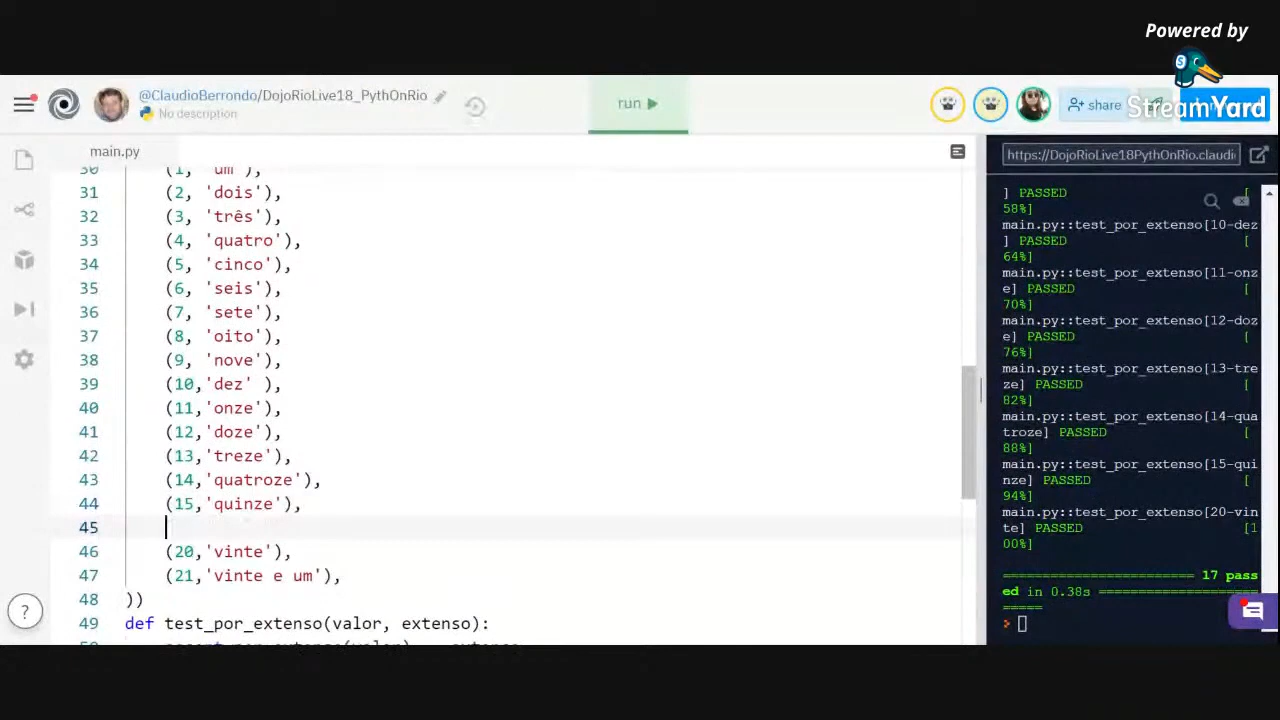 Powered by
StreamYard
@ClaudioBerrondo/DojoRioLive18_PythOnRio
No description
run
share
main.py
https://DojoRioLive18PythOnRio.claudi
30 (1, 'um'),
31 (2, 'dois'),
32 (3, 'três'),
33 (4, 'quatro'),
34 (5, 'cinco'),
35 (6, 'seis'),
36 (7, 'sete'),
37 (8, 'oito'),
38 (9, 'nove'),
39 (10,'dez' ),
40 (11,'onze'),
41 (12,'doze'),
42 (13,'treze'),
43 (14,'quatroze'),
44 (15,'quinze'),
45
46 (20,'vinte'),
47 (21,'vinte e um'),
48 ))
49 def test_por_extenso(valor, extenso):
] PASSED [
58%]
main.py::test_por_extenso[10-dez
] PASSED [
64%]
main.py::test_por_extenso[11-onz
e] PASSED [
70%]
main.py::test_por_extenso[12-doz
e] PASSED [
76%]
main.py::test_por_extenso[13-tre
ze] PASSED [
82%]
main.py::test_por_extenso[14-qua
troze] PASSED [
88%]
main.py::test_por_extenso[15-qui
nze] PASSED [
94%]
main.py::test_por_extenso[20-vin
te] PASSED [1
00%]
======================= 17 pass
ed in 0.38s ====================
=====
>
?